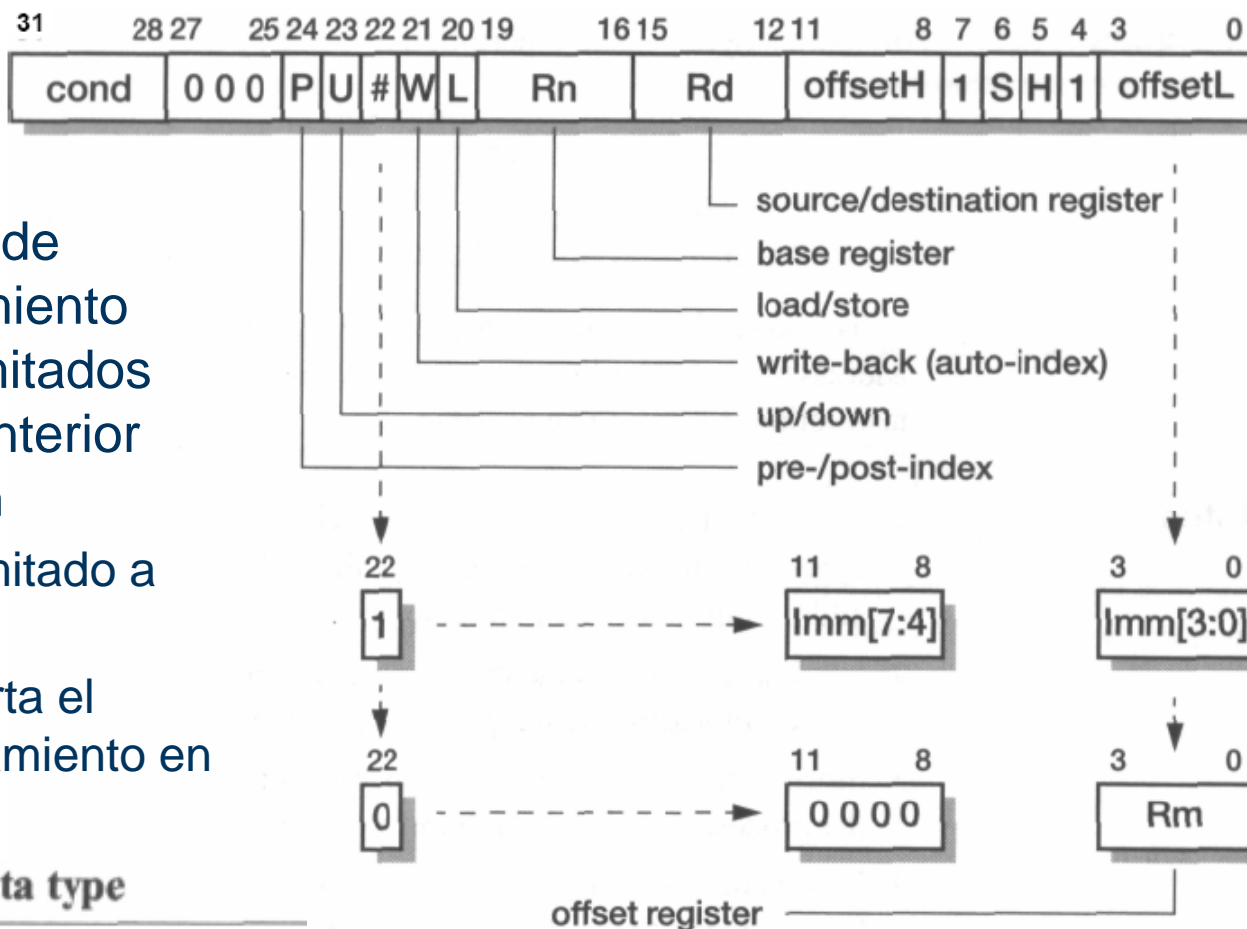 31 28 27 25 24 23 22 21 20 19 16 15 12 11 8 7 6 5 4 3 0
cond 0 0 0 P U # W L Rn Rd offsetH 1 S H 1 offsetL
source/destination register
base register
load/store
write-back (auto-index)
up/down
pre-/post-index
de
miento
nitados
nterior
nitado a
rta el
amiento en
22 11 8 3 0
1 Imm[7:4] Imm[3:0]
22 11 8 3 0
0 0 0 0 0 Rm
offset register
ta type